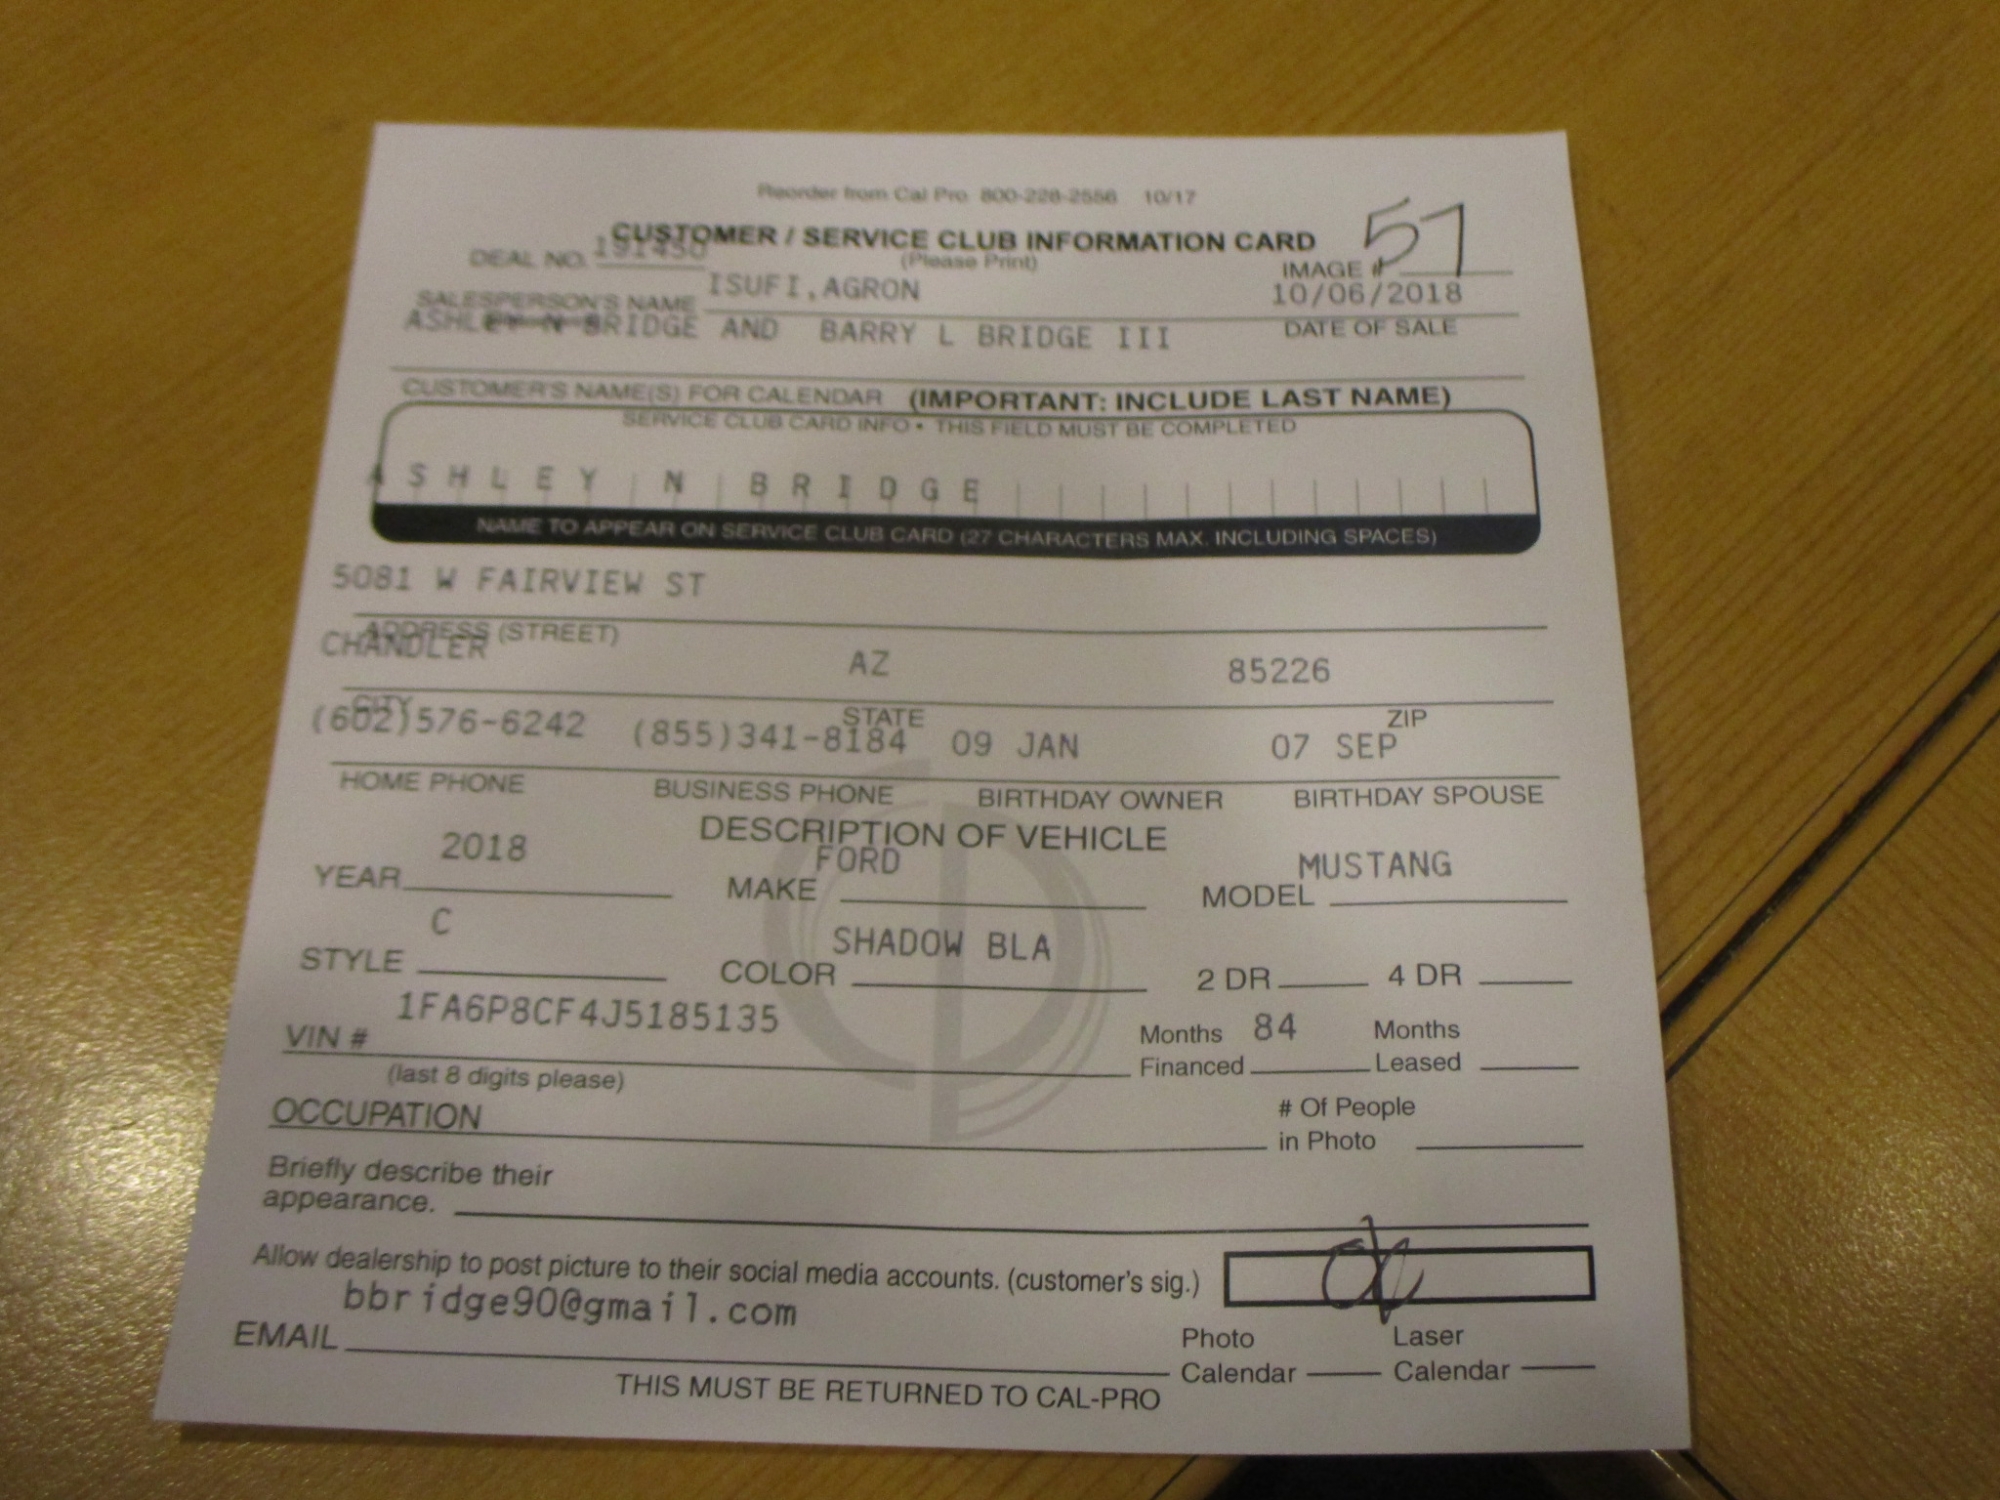 Reorder from Cal Pro 800-228-2556 10/17
CUSTOMER / SERVICE CLUB INFORMATION CARD
(Please Print)
DEAL NO. 191450
IMAGE # 57
ISUFI,AGRON 10/06/2018
SALESPERSON'S NAME DATE OF SALE
ASHLEY N BRIDGE AND BARRY L BRIDGE III
CUSTOMER'S NAME(S) FOR CALENDAR (IMPORTANT: INCLUDE LAST NAME)
SERVICE CLUB CARD INFO • THIS FIELD MUST BE COMPLETED
ASHLEY N BRIDGE
NAME TO APPEAR ON SERVICE CLUB CARD (27 CHARACTERS MAX. INCLUDING SPACES)
5081 W FAIRVIEW ST
ADDRESS (STREET)
CHANDLER AZ 85226
CITY STATE ZIP
(602)576-6242 (855)341-8184 09 JAN 07 SEP
HOME PHONE BUSINESS PHONE BIRTHDAY OWNER BIRTHDAY SPOUSE
DESCRIPTION OF VEHICLE
YEAR 2018 MAKE FORD MODEL MUSTANG
STYLE C COLOR SHADOW BLA 2 DR 4 DR
VIN # 1FA6P8CF4J5185135 Months Financed 84 Months Leased
(last 8 digits please)
OCCUPATION # Of People in Photo
Briefly describe their
appearance.
Allow dealership to post picture to their social media accounts. (customer's sig.)
EMAIL bbridge90@gmail.com Photo Calendar Laser Calendar
THIS MUST BE RETURNED TO CAL-PRO